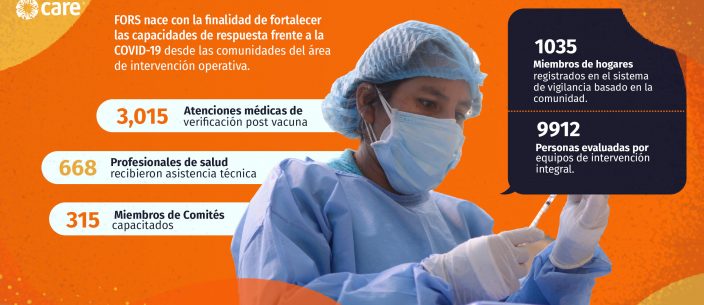 care
FORS nace con la finalidad de fortalecer
las capacidades de respuesta frente a la
COVID-19 desde las comunidades del área
de intervención operativa.
3,015 Atenciones médicas de
verificación post vacuna
668 Profesionales de salud
recibieron asistencia técnica
315 Miembros de Comités
capacitados
1035
Miembros de hogares
registrados en el sistema
de vigilancia basado en la
comunidad.
9912
Personas evaluadas por
equipos de intervención
integral.